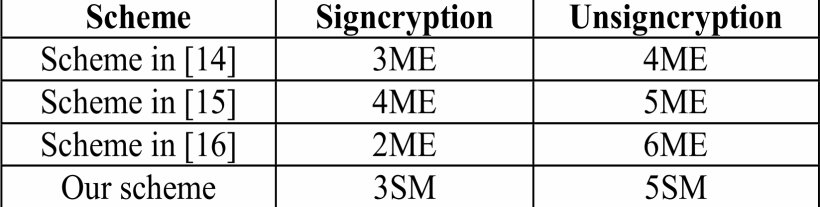 Scheme Signcryption Unsigncryption
Scheme in [14] 3ME 4ME
Scheme in [15] 4ME 5ME
Scheme in [16] 2ME 6ME
Our scheme 3SM 5SM